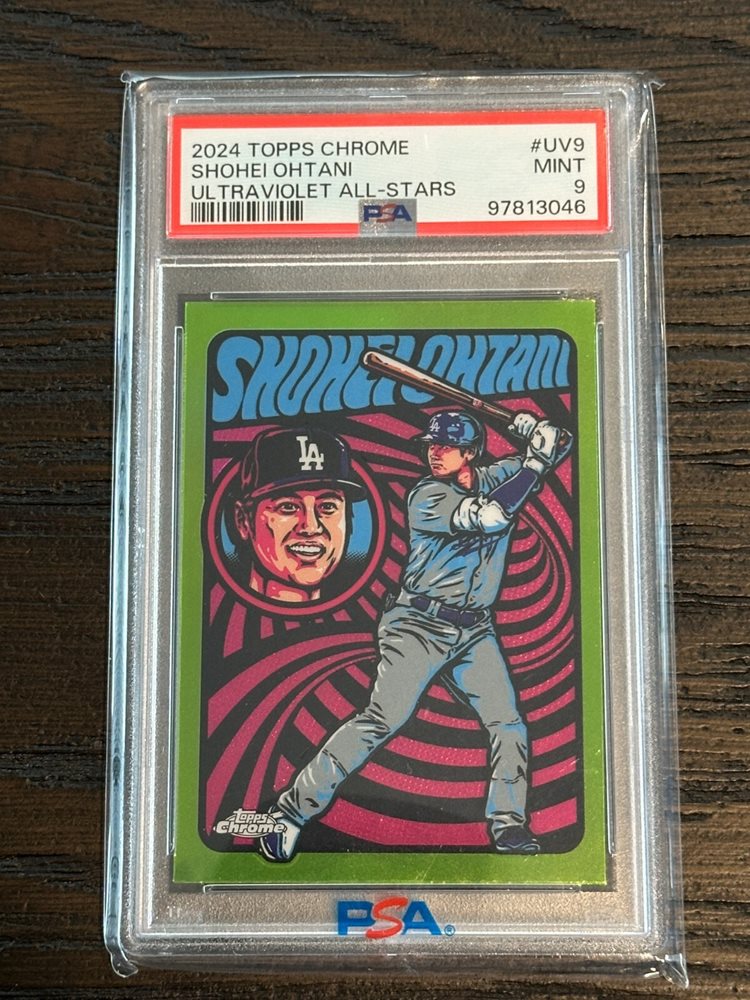 2024 TOPPS CHROME #UV9
SHOHEI OHTANI MINT
ULTRAVIOLET ALL-STARS 9
PSA 97813046
SHOHEI OHTANI
LA
LA
Topps
Chrome
PSA®